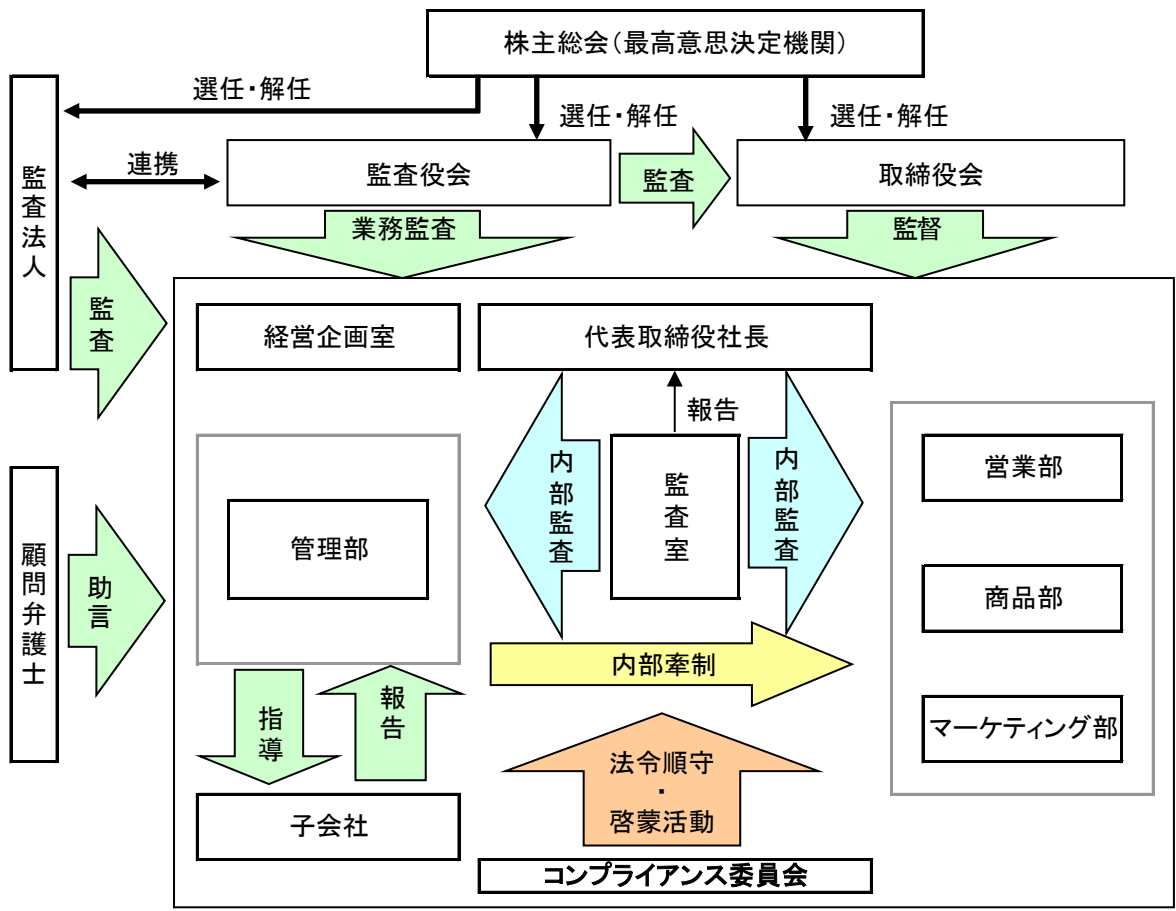 株主総会(最高意思決定機関)
選任・解任
選任・解任
選任・解任
監査法人
連携
監査役会
監査
取締役会
業務監査
監督
監査
経営企画室
代表取締役社長
報告
内部監査
監査室
内部監査
営業部
管理部
商品部
顧問弁護士
助言
内部牽制
マーケティング部
指導
報告
法令順守
・
啓蒙活動
子会社
コンプライアンス委員会